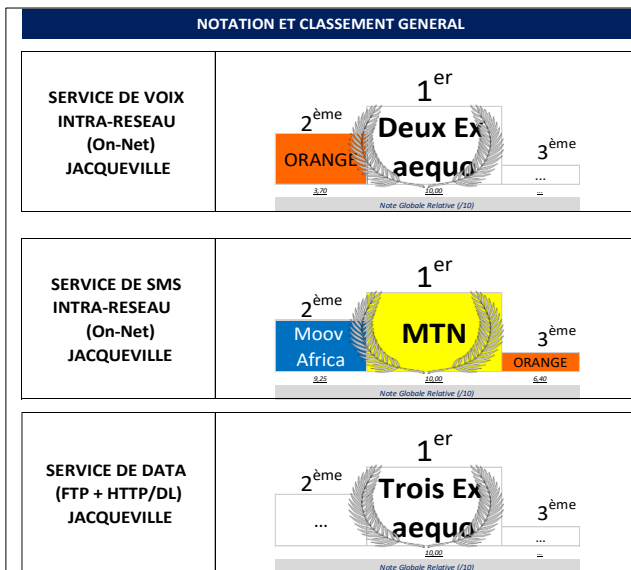 NOTATION ET CLASSEMENT GENERAL
SERVICE DE VOIX
INTRA-RESEAU
(On-Net)
JACQUEVILLE
1er
2ème
Deux Ex
aequo
ORANGE
3ème
...
3,70
10,00
...
Note Globale Relative (/10)
SERVICE DE SMS
INTRA-RESEAU
(On-Net)
JACQUEVILLE
1er
2ème
Moov
Africa
MTN
3ème
ORANGE
9,25
10,00
6,40
Note Globale Relative (/10)
SERVICE DE DATA
(FTP + HTTP/DL)
JACQUEVILLE
1er
2ème
Trois Ex
aequo
...
3ème
...
10,00
...
Note Globale Relative (/10)